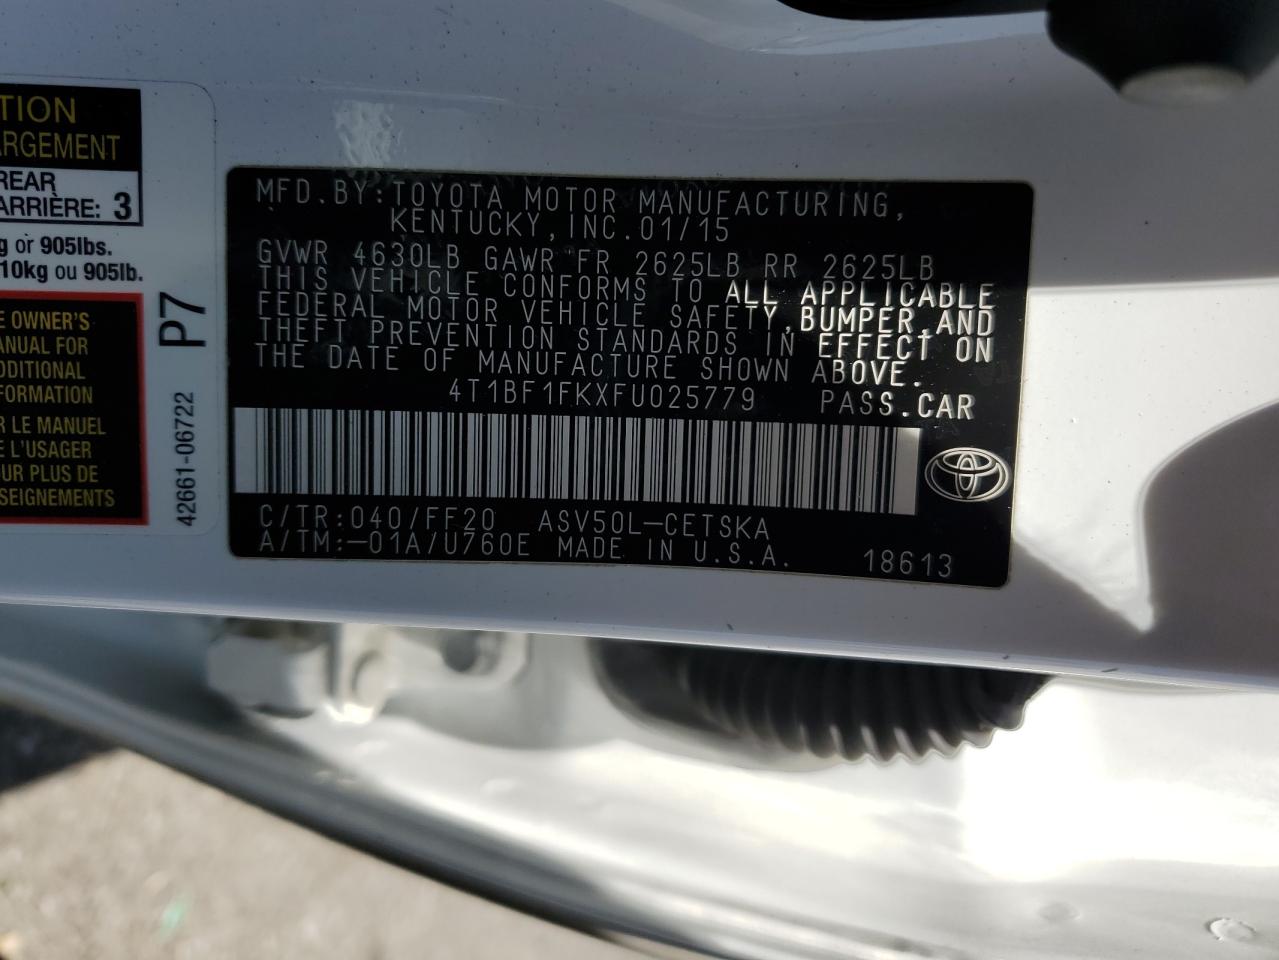 TION
ARGEMENT
REAR
ARRIÈRE: 3
g or 905lbs.
10kg ou 905lb.
E OWNER'S
ANUAL FOR
DDITIONAL
FORMATION
R LE MANUEL
E L'USAGER
OUR PLUS DE
SEIGNEMENTS
P7
42661-06722
MFD. BY: TOYOTA MOTOR MANUFACTURING,
KENTUCKY, INC. 01/15
GVWR 4630LB GAWR FR 2625LB RR 2625LB
THIS VEHICLE CONFORMS TO ALL APPLICABLE
FEDERAL MOTOR VEHICLE SAFETY, BUMPER, AND
THEFT PREVENTION STANDARDS IN EFFECT ON
THE DATE OF MANUFACTURE SHOWN ABOVE.
4T1BF1FKXFU025779 PASS. CAR
C/TR: 040/FF20 ASV50L-CETSKA
A/TM: -01A/U760E MADE IN U.S.A. 18613